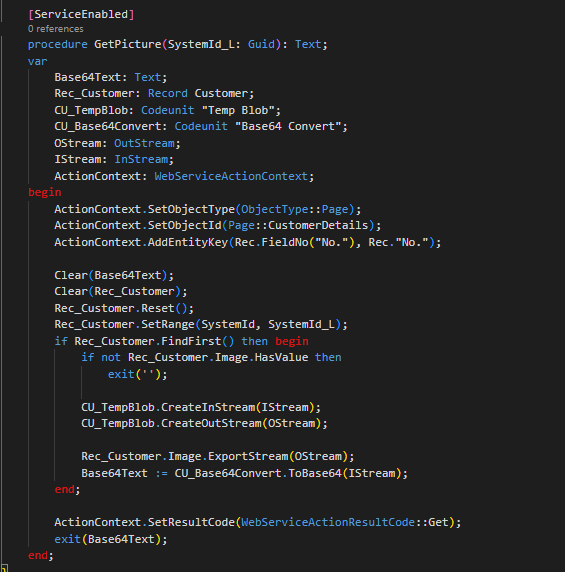 [ServiceEnabled]
0 references
procedure GetPicture(SystemId_L: Guid): Text;
var
Base64Text: Text;
Rec_Customer: Record Customer;
CU_TempBlob: Codeunit "Temp Blob";
CU_Base64Convert: Codeunit "Base64 Convert";
OStream: OutStream;
IStream: InStream;
ActionContext: WebServiceActionContext;
begin
ActionContext.SetObjectType(ObjectType::Page);
ActionContext.SetObjectId(Page::CustomerDetails);
ActionContext.AddEntityKey(Rec.FieldNo("No."), Rec."No.");
Clear(Base64Text);
Clear(Rec_Customer);
Rec_Customer.Reset();
Rec_Customer.SetRange(SystemId, SystemId_L);
if Rec_Customer.FindFirst() then begin
if not Rec_Customer.Image.HasValue then
exit('');
CU_TempBlob.CreateInStream(IStream);
CU_TempBlob.CreateOutStream(OStream);
Rec_Customer.Image.ExportStream(OStream);
Base64Text := CU_Base64Convert.ToBase64(IStream);
end;
ActionContext.SetResultCode(WebServiceActionResultCode::Get);
exit(Base64Text);
end;
}